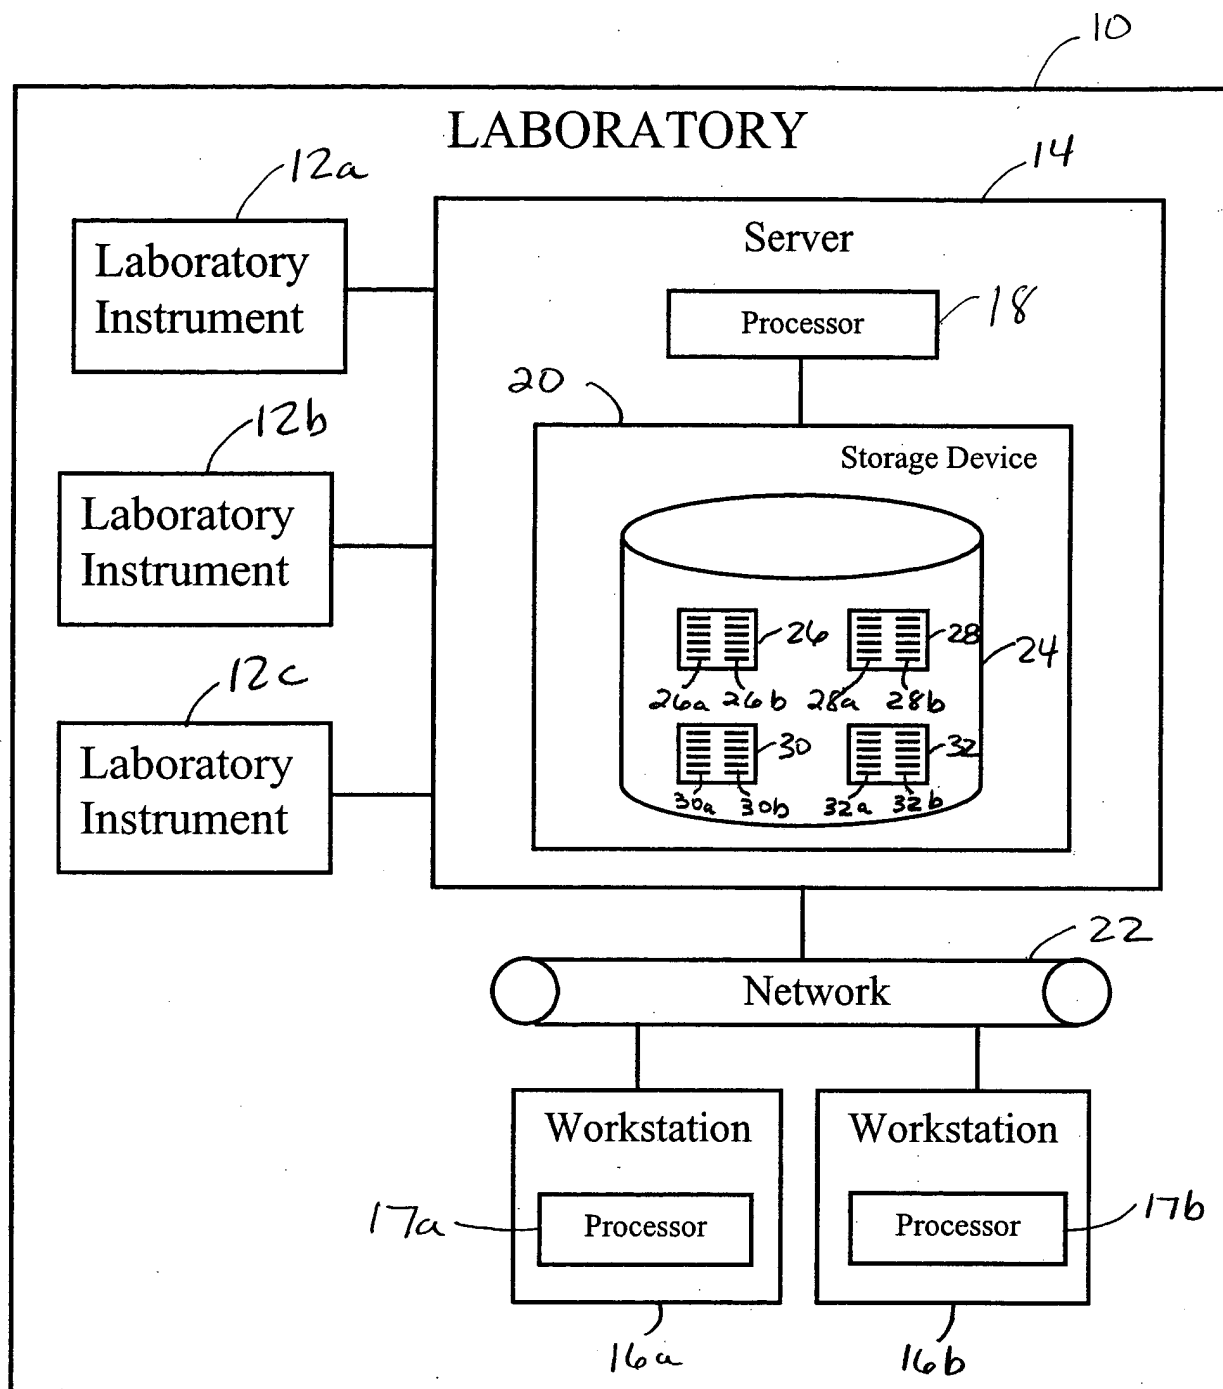 10
LABORATORY
12a
14
Laboratory
Instrument
Server
Processor
18
20
12b
Storage Device
Laboratory
Instrument
26
28
24
26a 26b 28a 28b
12c
30
32
30a 30b 32a 32b
Laboratory
Instrument
22
Network
Workstation
Workstation
17a
Processor
Processor
17b
16a
16b